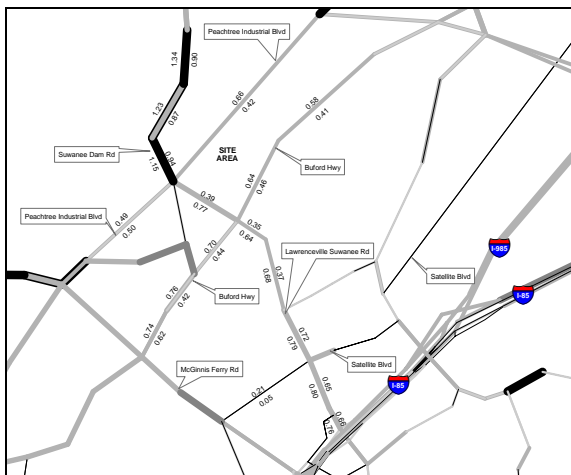 Peachtree Industrial Blvd
1.34
0.90
0.66
0.42
0.58
0.41
1.23
0.87
Suwanee Dam Rd
0.94
1.15
SITE
AREA
Buford Hwy
0.64
0.46
0.39
0.77
Peachtree Industrial Blvd
0.49
0.50
0.35
0.64
0.70
0.44
Lawrenceville Suwanee Rd
I-985
Satellite Blvd
0.37
0.68
I-85
Buford Hwy
0.76
0.42
0.74
0.62
0.72
0.79
Satellite Blvd
McGinnis Ferry Rd
I-85
0.21
0.05
0.65
0.80
0.66
0.76